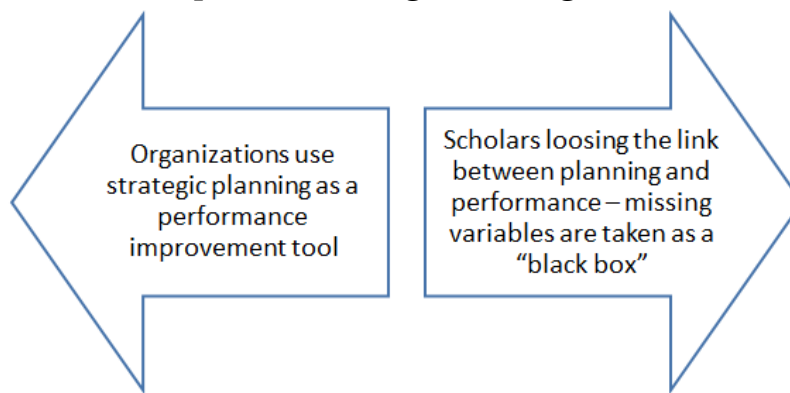 Organizations use
strategic planning as a
performance
improvement tool
Scholars loosing the link
between planning and
performance – missing
variables are taken as a
“black box”